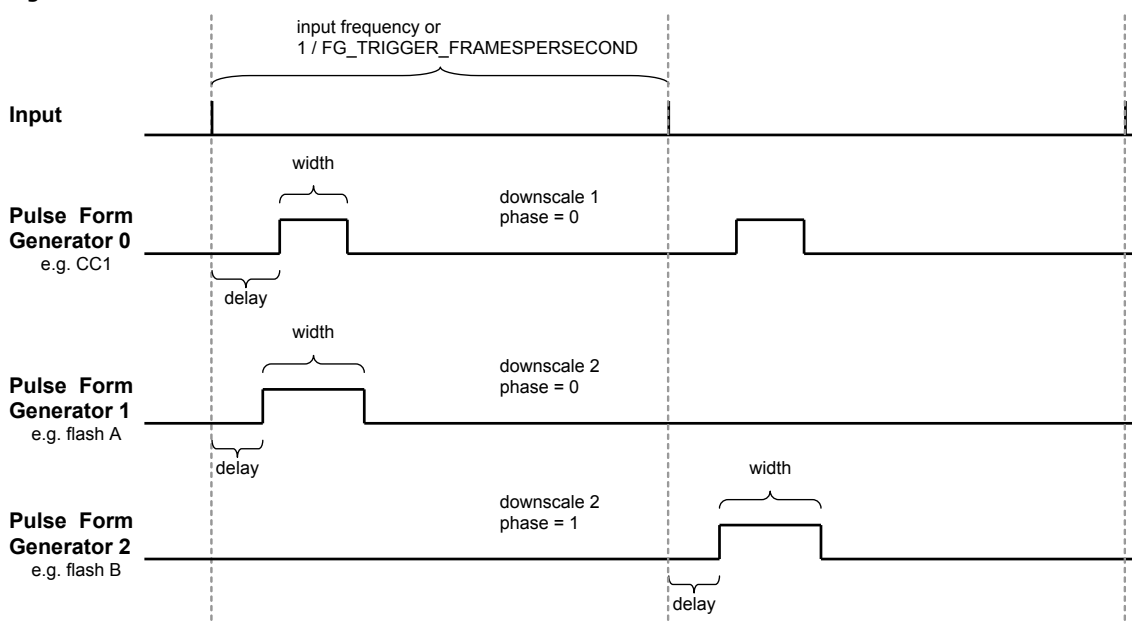 input frequency or
1 / FG_TRIGGER_FRAMESPERSECOND
Input
width
downscale 1
phase = 0
Pulse Form
Generator 0
e.g. CC1
delay
width
downscale 2
phase = 0
Pulse Form
Generator 1
e.g. flash A
delay
width
downscale 2
phase = 1
Pulse Form
Generator 2
e.g. flash B
delay